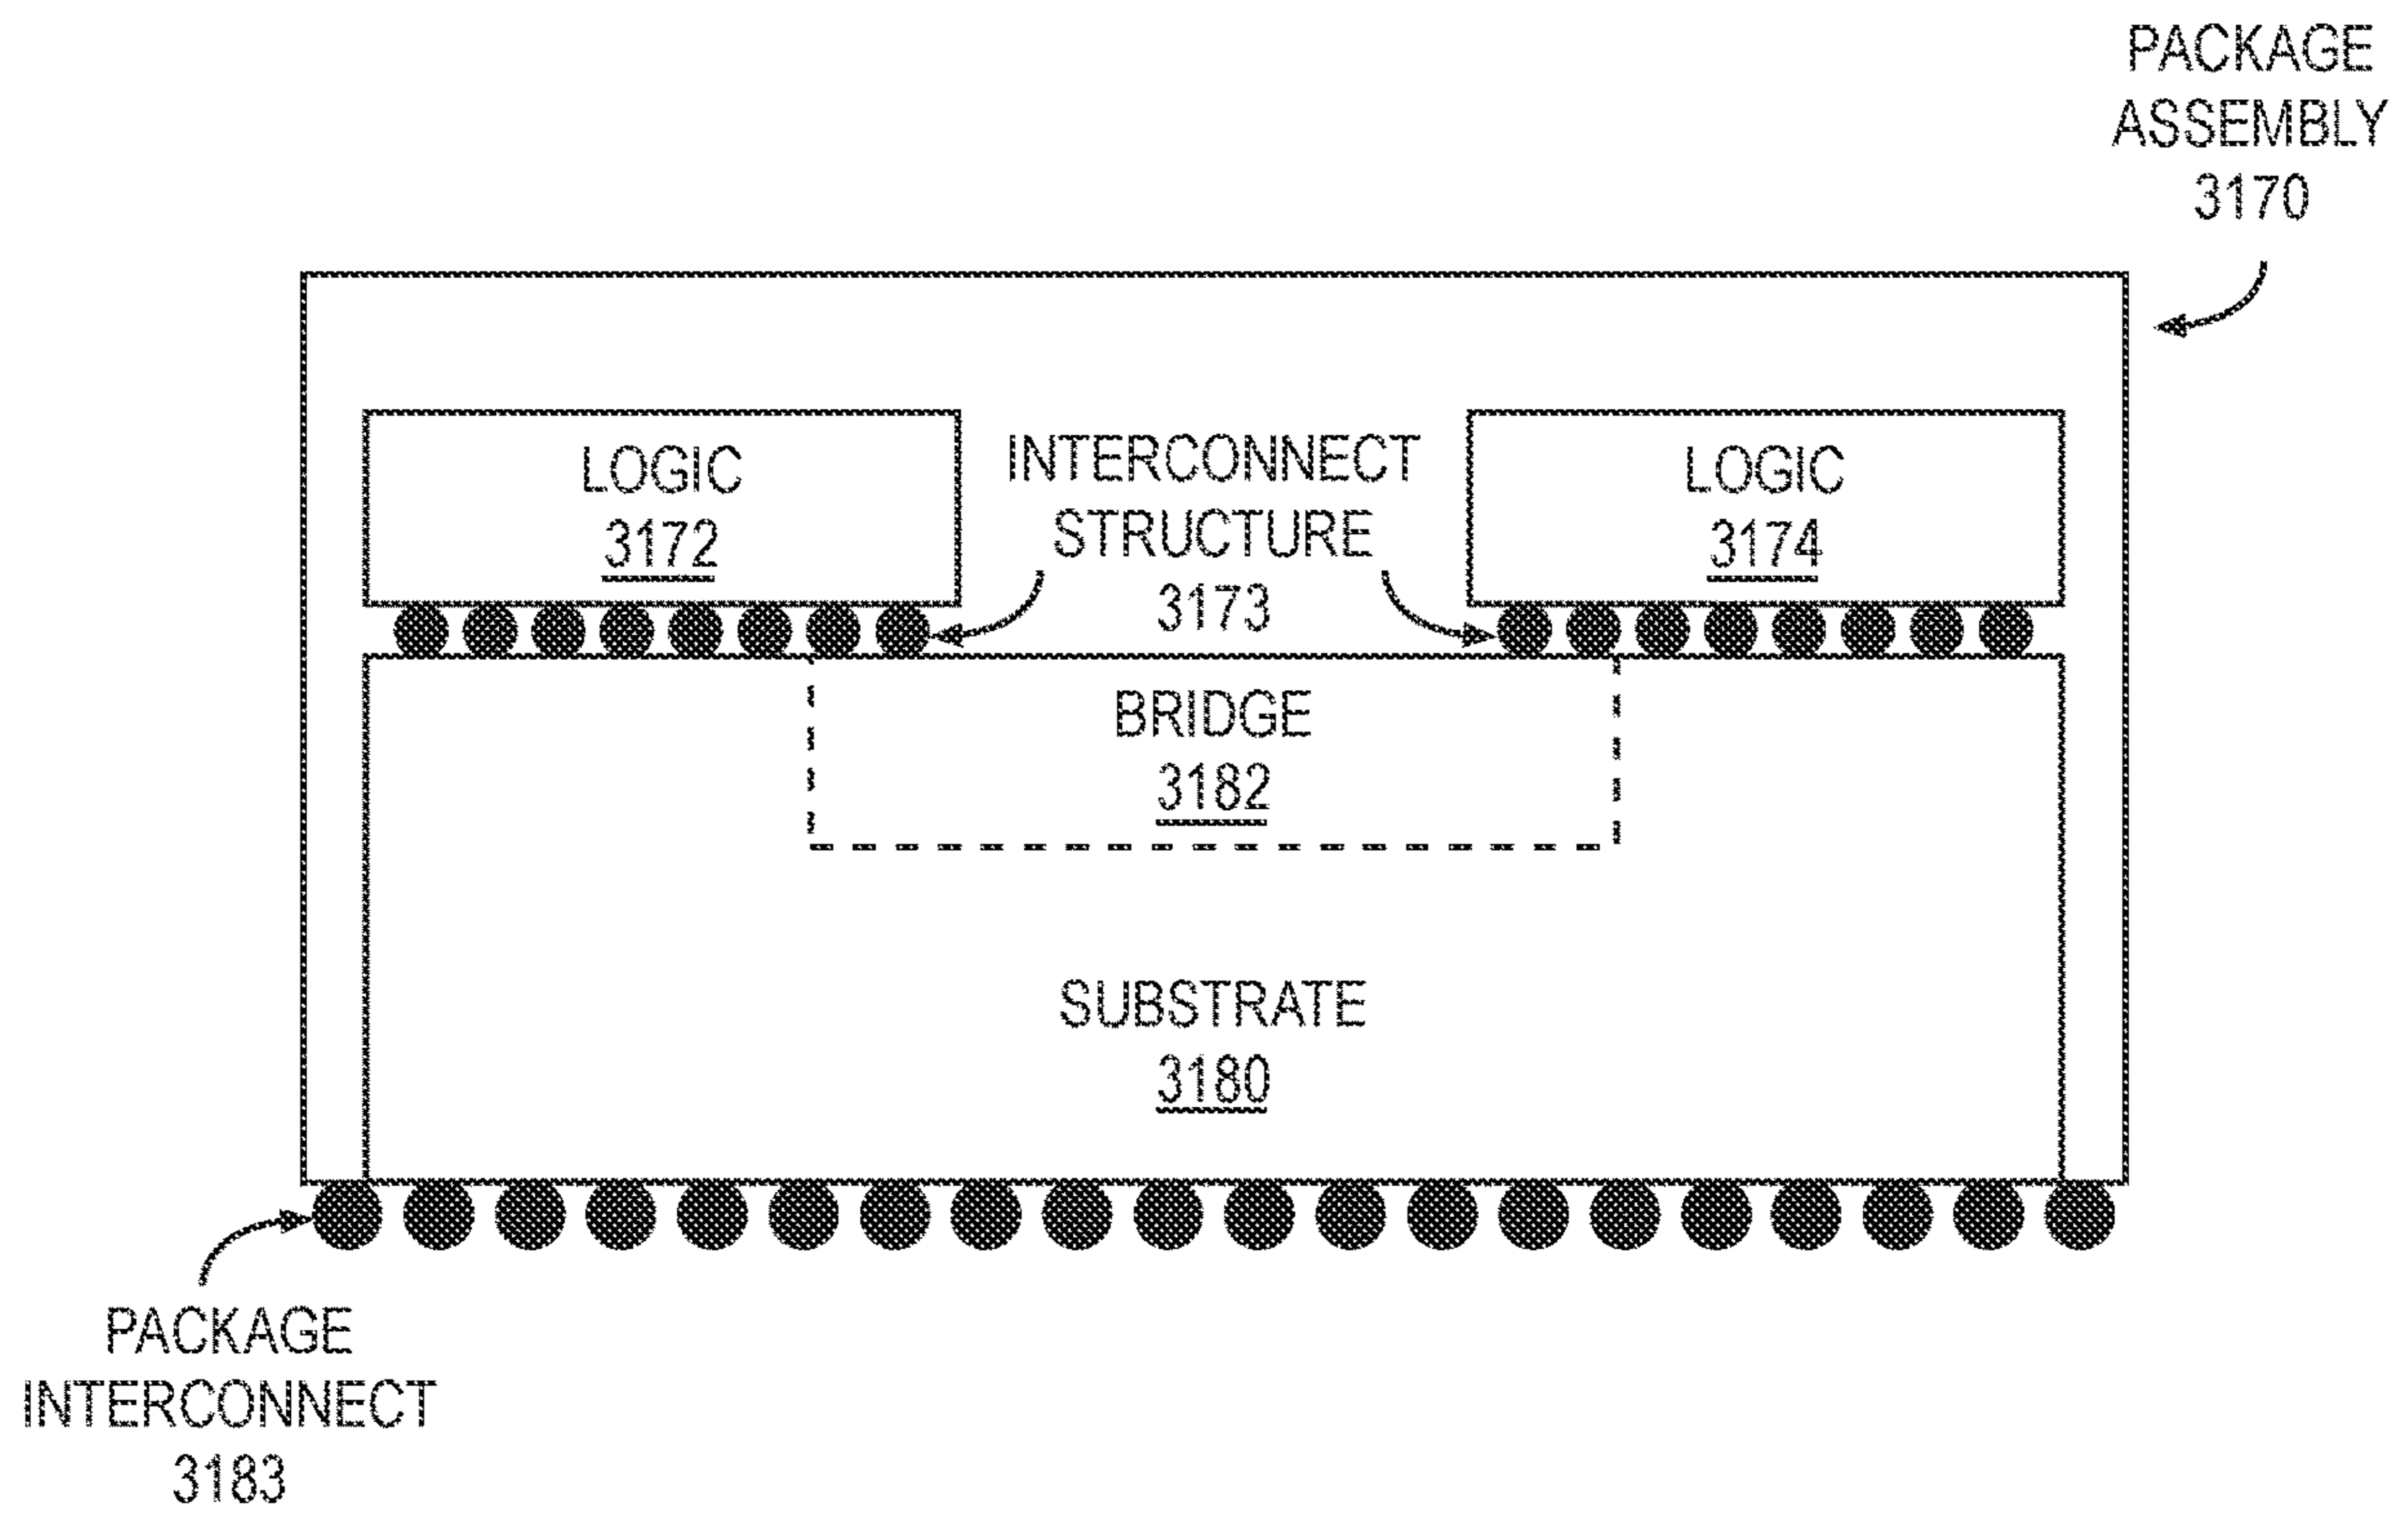 PACKAGE
ASSEMBLY
3170
LOGIC
3172
INTERCONNECT
STRUCTURE
3173
LOGIC
3174
BRIDGE
3182
SUBSTRATE
3180
PACKAGE
INTERCONNECT
3183